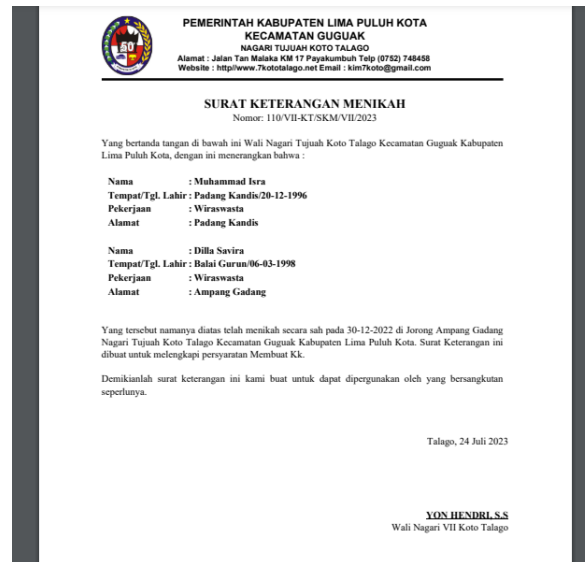 PEMERINTAH KABUPATEN LIMA PULUH KOTA
KECAMATAN GUGUAK
NAGARI TUJUAH KOTO TALAGO
Alamat : Jalan Tan Malaka KM 17 Payakumbuh Telp (0752) 748458
Website : http//www.7kototalago.net Email : kim7koto@gmail.com
50
SURAT KETERANGAN MENIKAH
Nomor: 110/VII-KT/SKM/VII/2023
Yang bertanda tangan di bawah ini Wali Nagari Tujuah Koto Talago Kecamatan Guguak Kabupaten
Lima Puluh Kota, dengan ini menerangkan bahwa :
Nama : Muhammad Isra
Tempat/Tgl. Lahir : Padang Kandis/20-12-1996
Pekerjaan : Wiraswasta
Alamat : Padang Kandis
Nama : Dilla Savira
Tempat/Tgl. Lahir : Balai Gurun/06-03-1998
Pekerjaan : Wiraswasta
Alamat : Ampang Gadang
Yang tersebut namanya diatas telah menikah secara sah pada 30-12-2022 di Jorong Ampang Gadang
Nagari Tujuah Koto Talago Kecamatan Guguak Kabupaten Lima Puluh Kota. Surat Keterangan ini
dibuat untuk melengkapi persyaratan Membuat Kk.
Demikianlah surat keterangan ini kami buat untuk dapat dipergunakan oleh yang bersangkutan
seperlunya.
Talago, 24 Juli 2023
YON HENDRI, S.S
Wali Nagari VII Koto Talago